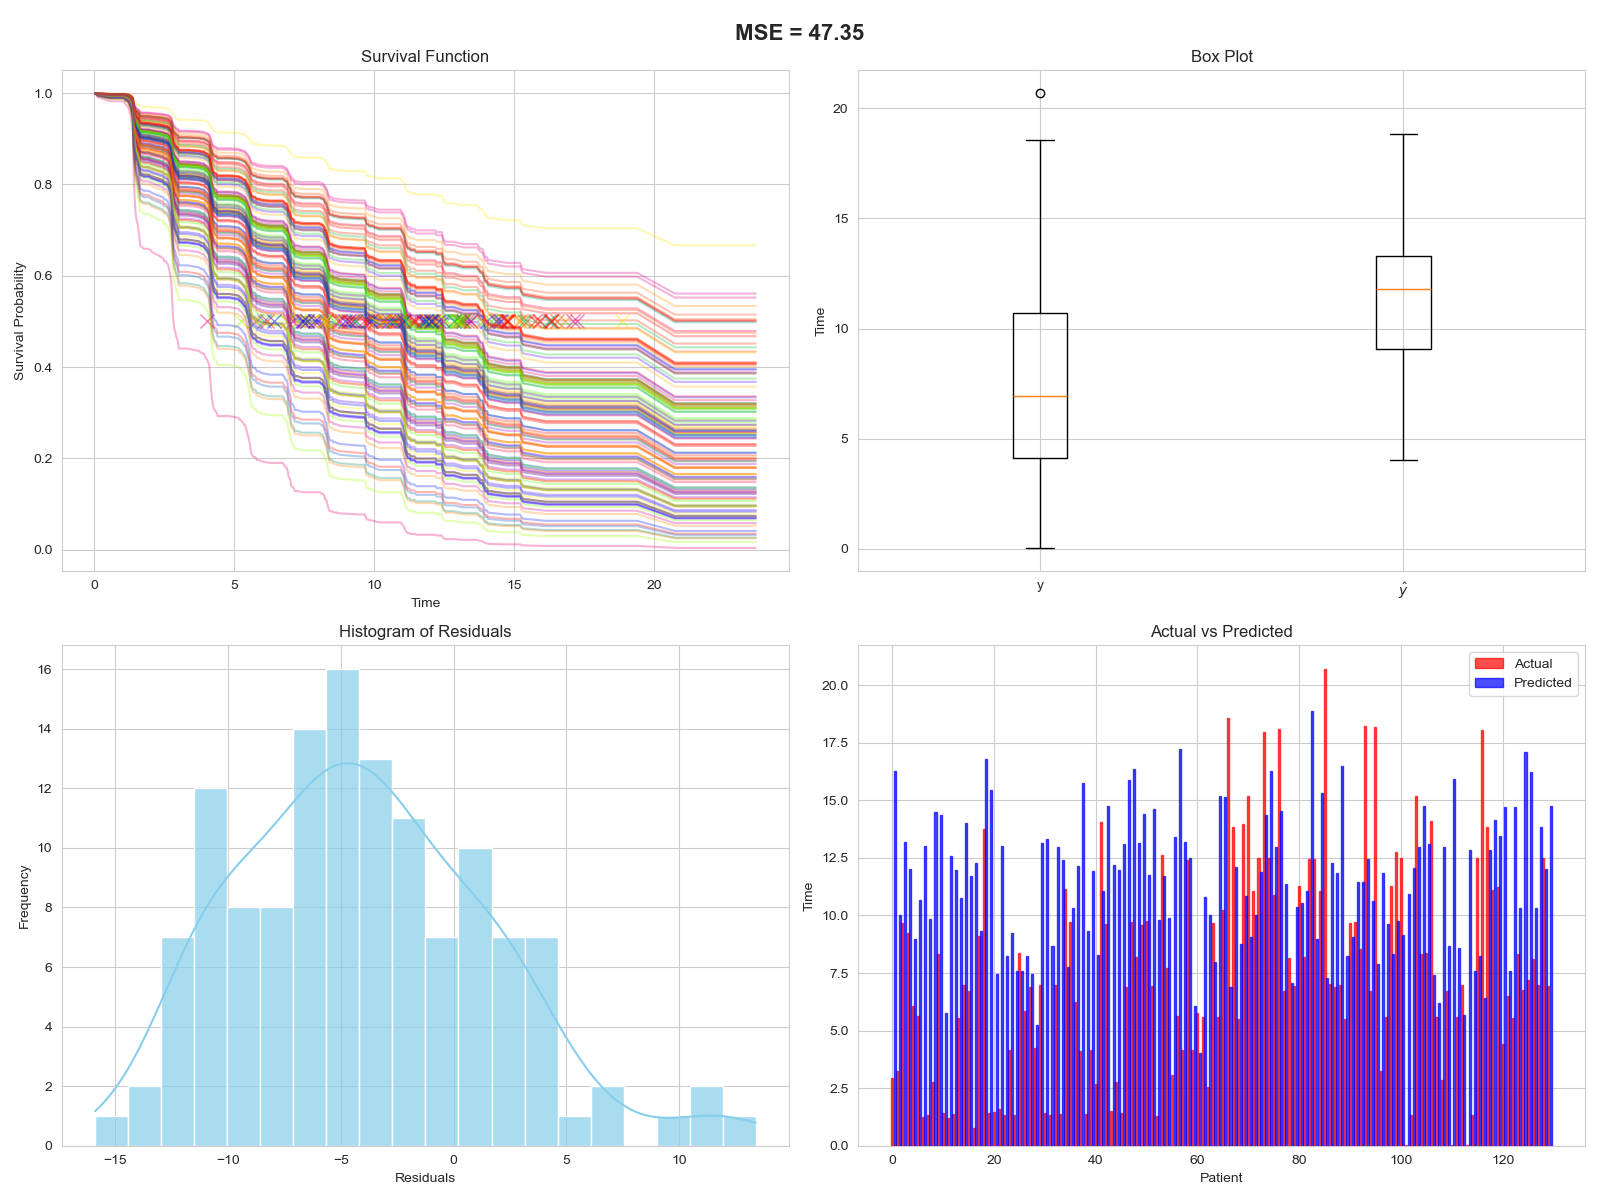 MSE = 47.35
Survival Function
1.0
0.8
0.6
0.4
0.2
0.0
Survival Probability
0 5 10 15 20
Time
Box Plot
20
15
10
5
0
Time
y ŷ
Histogram of Residuals
16
14
12
10
8
6
4
2
0
Frequency
−15 −10 −5 0 5 10
Residuals
Actual vs Predicted
Actual
Predicted
20.0
17.5
15.0
12.5
10.0
7.5
5.0
2.5
0.0
Time
0 20 40 60 80 100 120
Patient